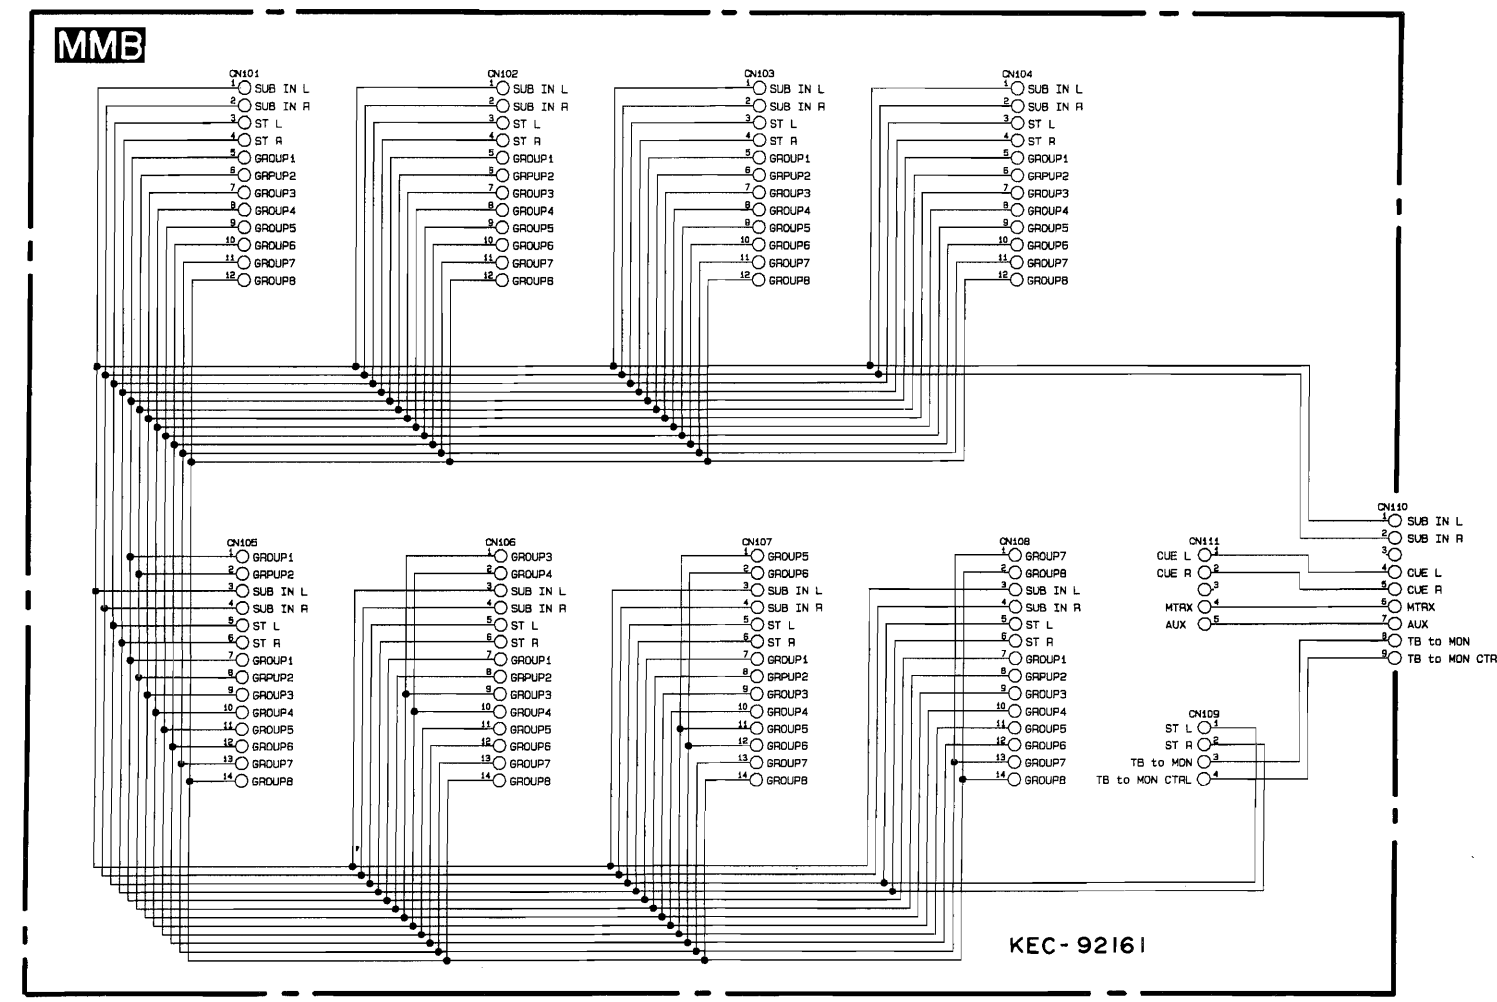 MMB
CN101
1 SUB IN L
2 SUB IN R
3 ST L
4 ST R
5 GROUP1
6 GRPUP2
7 GROUP3
8 GROUP4
9 GROUP5
10 GROUP6
11 GROUP7
12 GROUP8
CN102
1 SUB IN L
2 SUB IN R
3 ST L
4 ST R
5 GROUP1
6 GRPUP2
7 GROUP3
8 GROUP4
9 GROUP5
10 GROUP6
11 GROUP7
12 GROUP8
CN103
1 SUB IN L
2 SUB IN R
3 ST L
4 ST R
5 GROUP1
6 GRPUP2
7 GROUP3
8 GROUP4
9 GROUP5
10 GROUP6
11 GROUP7
12 GROUP8
CN104
1 SUB IN L
2 SUB IN R
3 ST L
4 ST R
5 GROUP1
6 GRPUP2
7 GROUP3
8 GROUP4
9 GROUP5
10 GROUP6
11 GROUP7
12 GROUP8
CN105
1 GROUP1
2 GRPUP2
3 SUB IN L
4 SUB IN R
5 ST L
6 ST R
7 GROUP1
8 GRPUP2
9 GROUP3
10 GROUP4
11 GROUP5
12 GROUP6
13 GROUP7
14 GROUP8
CN106
1 GROUP3
2 GROUP4
3 SUB IN L
4 SUB IN R
5 ST L
6 ST R
7 GROUP1
8 GRPUP2
9 GROUP3
10 GROUP4
11 GROUP5
12 GROUP6
13 GROUP7
14 GROUP8
CN107
1 GROUP5
2 GROUP6
3 SUB IN L
4 SUB IN R
5 ST L
6 ST R
7 GROUP1
8 GRPUP2
9 GROUP3
10 GROUP4
11 GROUP5
12 GROUP6
13 GROUP7
14 GROUP8
CN108
1 GROUP7
2 GROUP8
3 SUB IN L
4 SUB IN R
5 ST L
6 ST R
7 GROUP1
8 GRPUP2
9 GROUP3
10 GROUP4
11 GROUP5
12 GROUP6
13 GROUP7
14 GROUP8
CN111
CUE L 1
CUE R 2
3
MTRX 4
AUX 5
CN110
1 SUB IN L
2 SUB IN R
3
4 CUE L
5 CUE R
6 MTRX
7 AUX
8 TB to MON
9 TB to MON CTR
CN109
ST L 1
ST R 2
TB to MON 3
TB to MON CTRL 4
KEC-92161